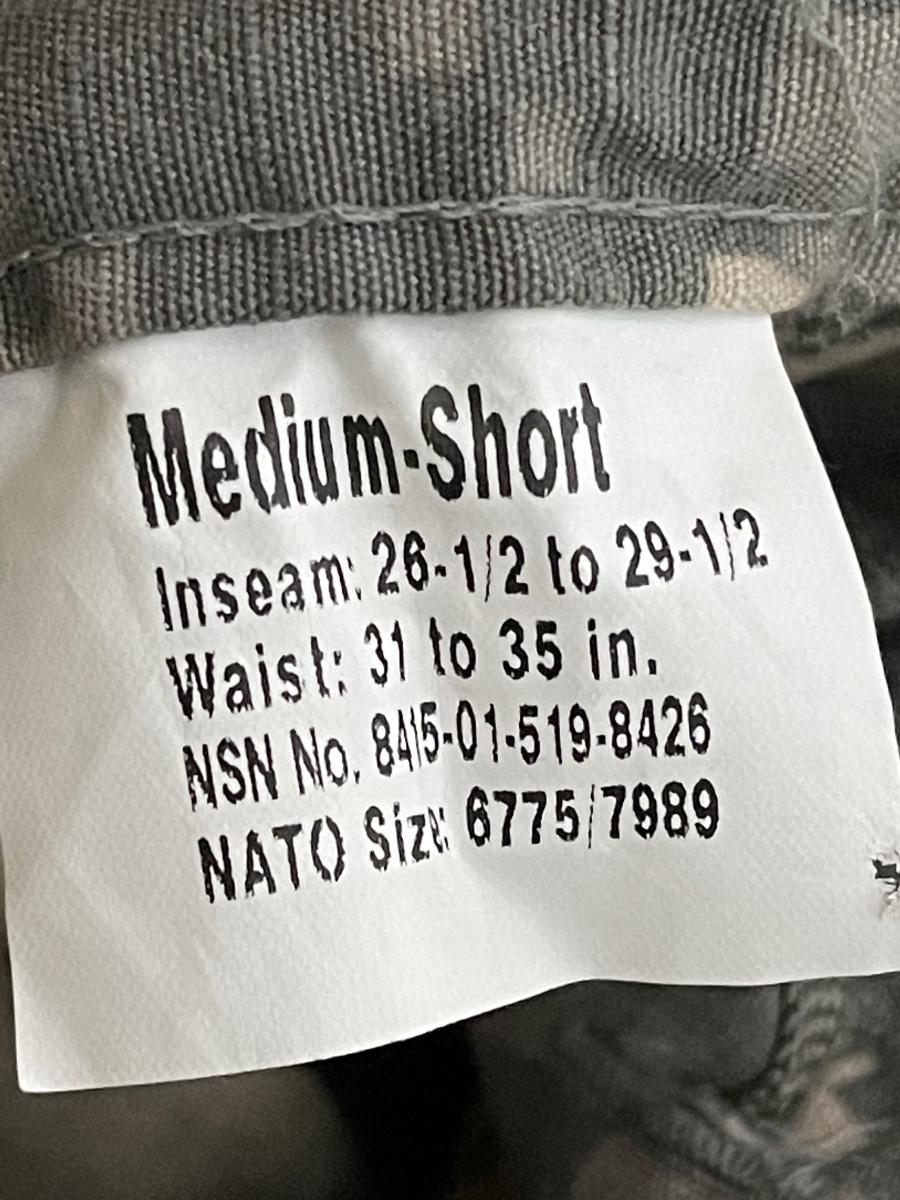 Medium-Short
Inseam: 26-1/2 to 29-1/2
Waist: 31 to 35 in.
NSN No. 8415-01-519-8426
NATO Size: 6775/7989